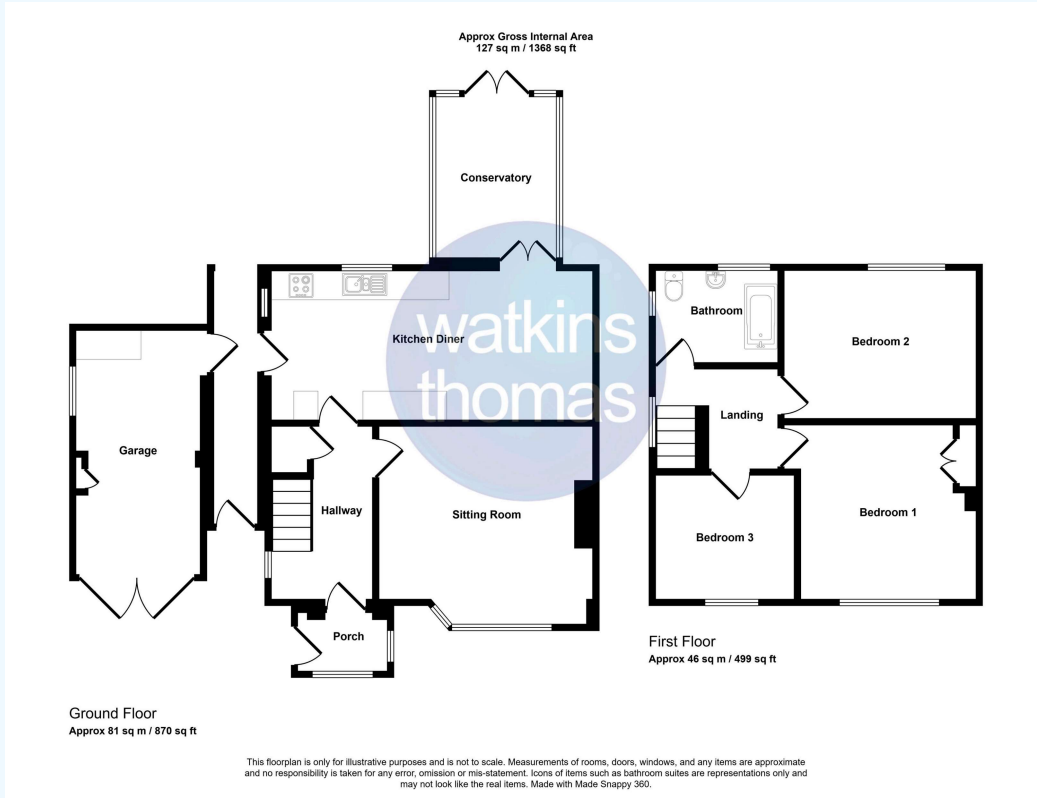 Approx Gross Internal Area
127 sq m / 1368 sq ft
Conservatory
watkins
thomas
Kitchen Diner
Bathroom
Bedroom 2
Landing
Garage
Hallway
Sitting Room
Bedroom 1
Bedroom 3
Porch
First Floor
Approx 46 sq m / 499 sq ft
Ground Floor
Approx 81 sq m / 870 sq ft
This floorplan is only for illustrative purposes and is not to scale. Measurements of rooms, doors, windows, and any items are approximate
and no responsibility is taken for any error, omission or mis-statement. Icons of items such as bathroom suites are representations only and
may not look like the real items. Made with Made Snappy 360.